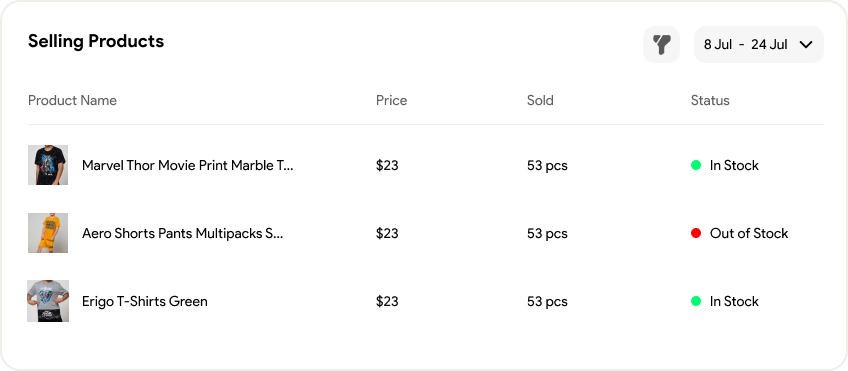 Selling Products
8 Jul - 24 Jul
Product Name Price Sold Status
Marvel Thor Movie Print Marble T... $23 53 pcs In Stock
Aero Shorts Pants Multipacks S... $23 53 pcs Out of Stock
Erigo T-Shirts Green $23 53 pcs In Stock